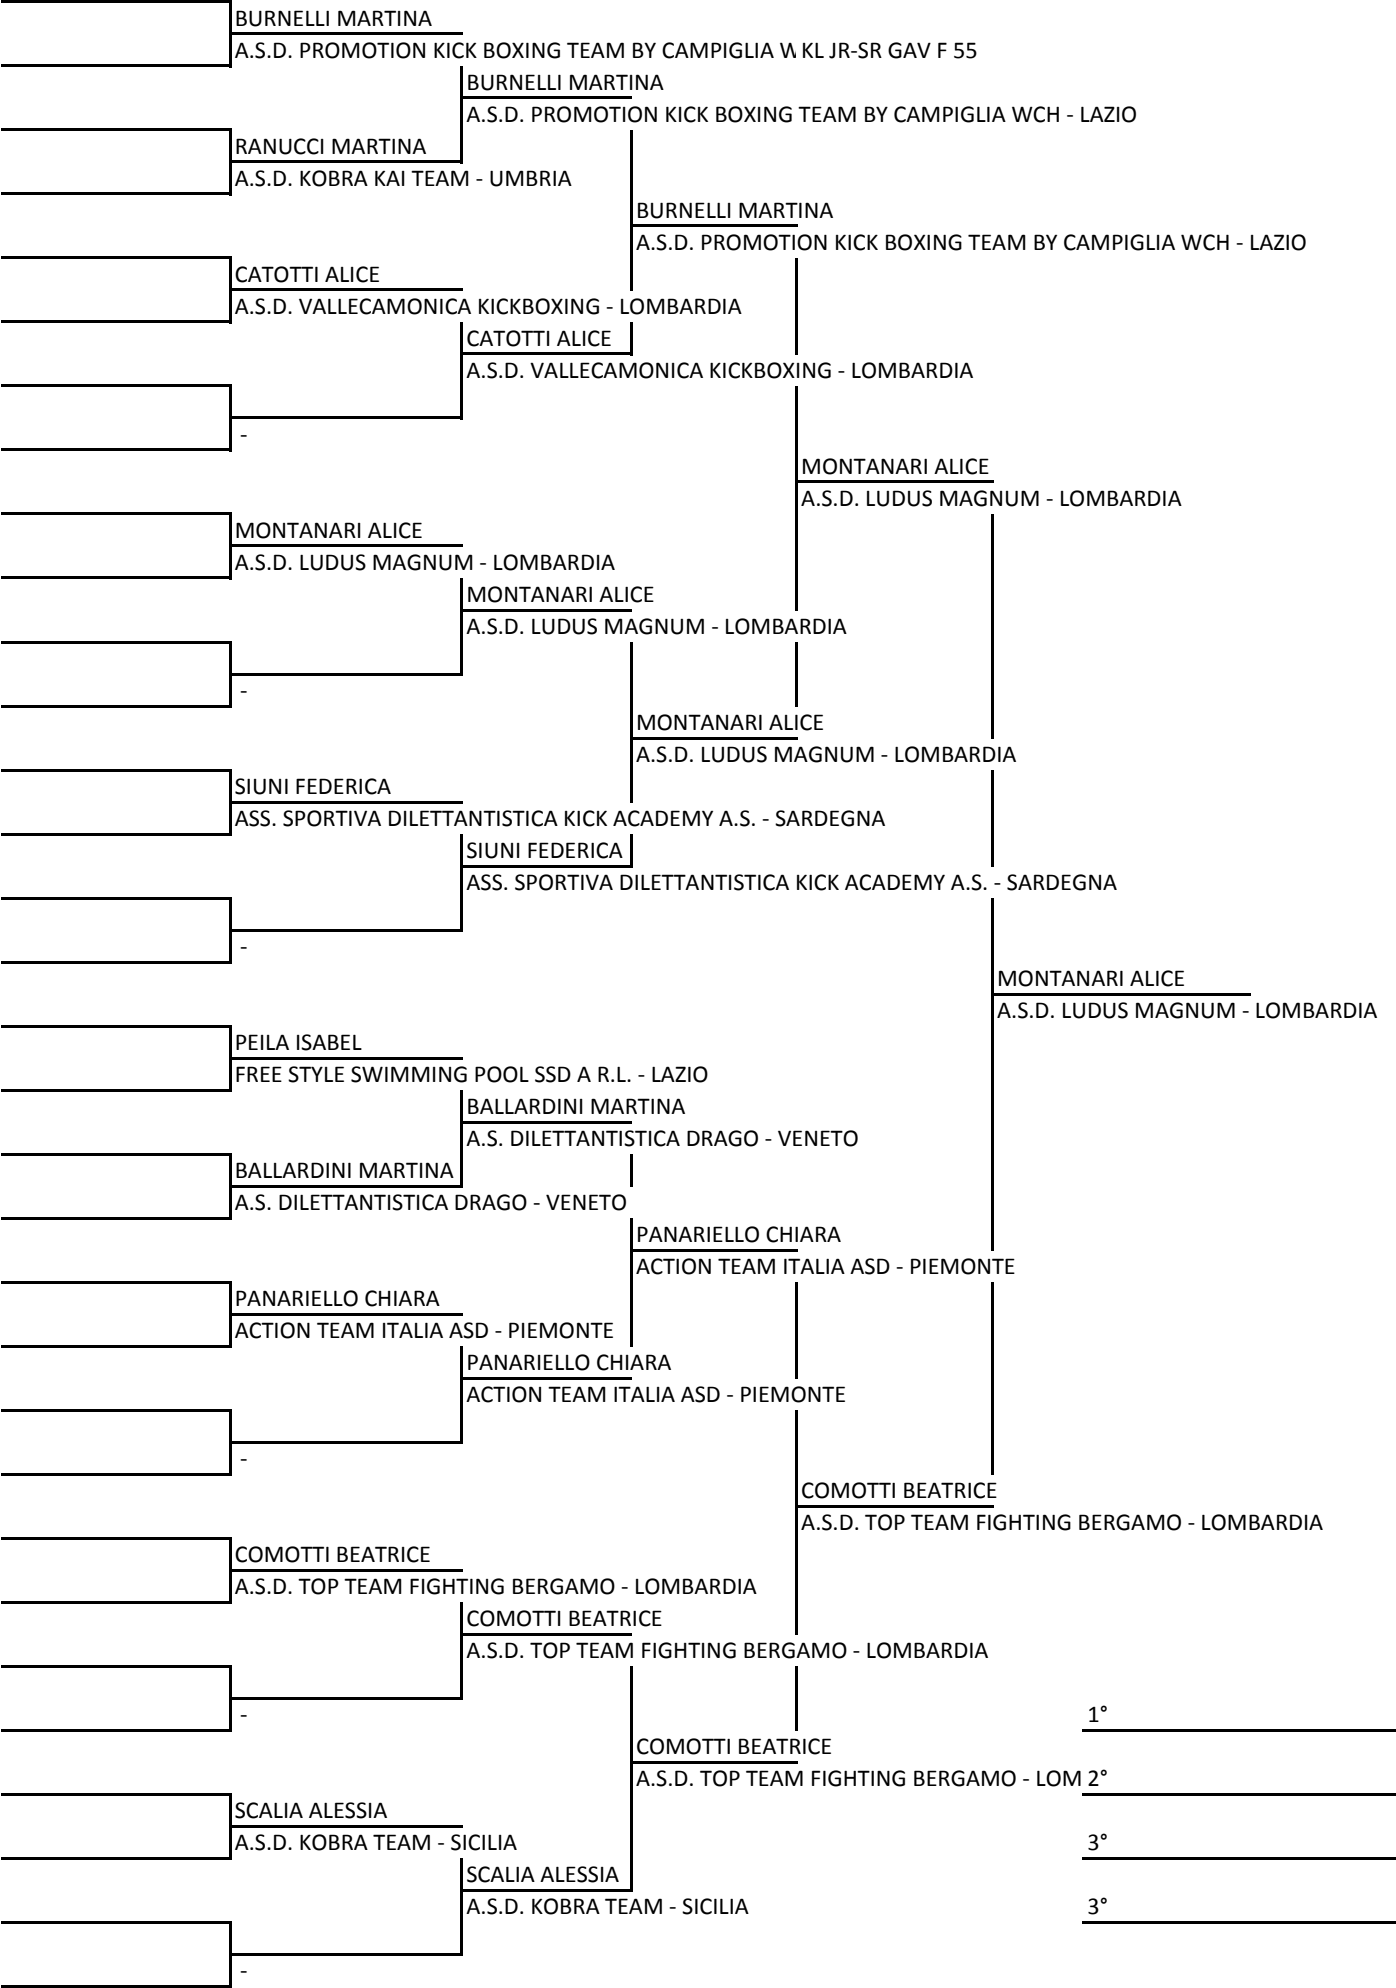 BURNELLI MARTINA
A.S.D. PROMOTION KICK BOXING TEAM BY CAMPIGLIA W KL JR-SR GAV F 55
BURNELLI MARTINA
A.S.D. PROMOTION KICK BOXING TEAM BY CAMPIGLIA WCH - LAZIO
RANUCCI MARTINA
A.S.D. KOBRA KAI TEAM - UMBRIA
BURNELLI MARTINA
A.S.D. PROMOTION KICK BOXING TEAM BY CAMPIGLIA WCH - LAZIO
CATOTTI ALICE
A.S.D. VALLECAMONICA KICKBOXING - LOMBARDIA
CATOTTI ALICE
A.S.D. VALLECAMONICA KICKBOXING - LOMBARDIA
-
MONTANARI ALICE
A.S.D. LUDUS MAGNUM - LOMBARDIA
MONTANARI ALICE
A.S.D. LUDUS MAGNUM - LOMBARDIA
MONTANARI ALICE
A.S.D. LUDUS MAGNUM - LOMBARDIA
-
MONTANARI ALICE
A.S.D. LUDUS MAGNUM - LOMBARDIA
SIUNI FEDERICA
ASS. SPORTIVA DILETTANTISTICA KICK ACADEMY A.S. - SARDEGNA
SIUNI FEDERICA
ASS. SPORTIVA DILETTANTISTICA KICK ACADEMY A.S. - SARDEGNA
-
MONTANARI ALICE
A.S.D. LUDUS MAGNUM - LOMBARDIA
PEILA ISABEL
FREE STYLE SWIMMING POOL SSD A R.L. - LAZIO
BALLARDINI MARTINA
A.S. DILETTANTISTICA DRAGO - VENETO
BALLARDINI MARTINA
A.S. DILETTANTISTICA DRAGO - VENETO
PANARIELLO CHIARA
ACTION TEAM ITALIA ASD - PIEMONTE
PANARIELLO CHIARA
ACTION TEAM ITALIA ASD - PIEMONTE
PANARIELLO CHIARA
ACTION TEAM ITALIA ASD - PIEMONTE
-
COMOTTI BEATRICE
A.S.D. TOP TEAM FIGHTING BERGAMO - LOMBARDIA
COMOTTI BEATRICE
A.S.D. TOP TEAM FIGHTING BERGAMO - LOMBARDIA
COMOTTI BEATRICE
A.S.D. TOP TEAM FIGHTING BERGAMO - LOMBARDIA
-
1°
COMOTTI BEATRICE
A.S.D. TOP TEAM FIGHTING BERGAMO - LOM 2°
SCALIA ALESSIA
A.S.D. KOBRA TEAM - SICILIA
3°
SCALIA ALESSIA
A.S.D. KOBRA TEAM - SICILIA
3°
-